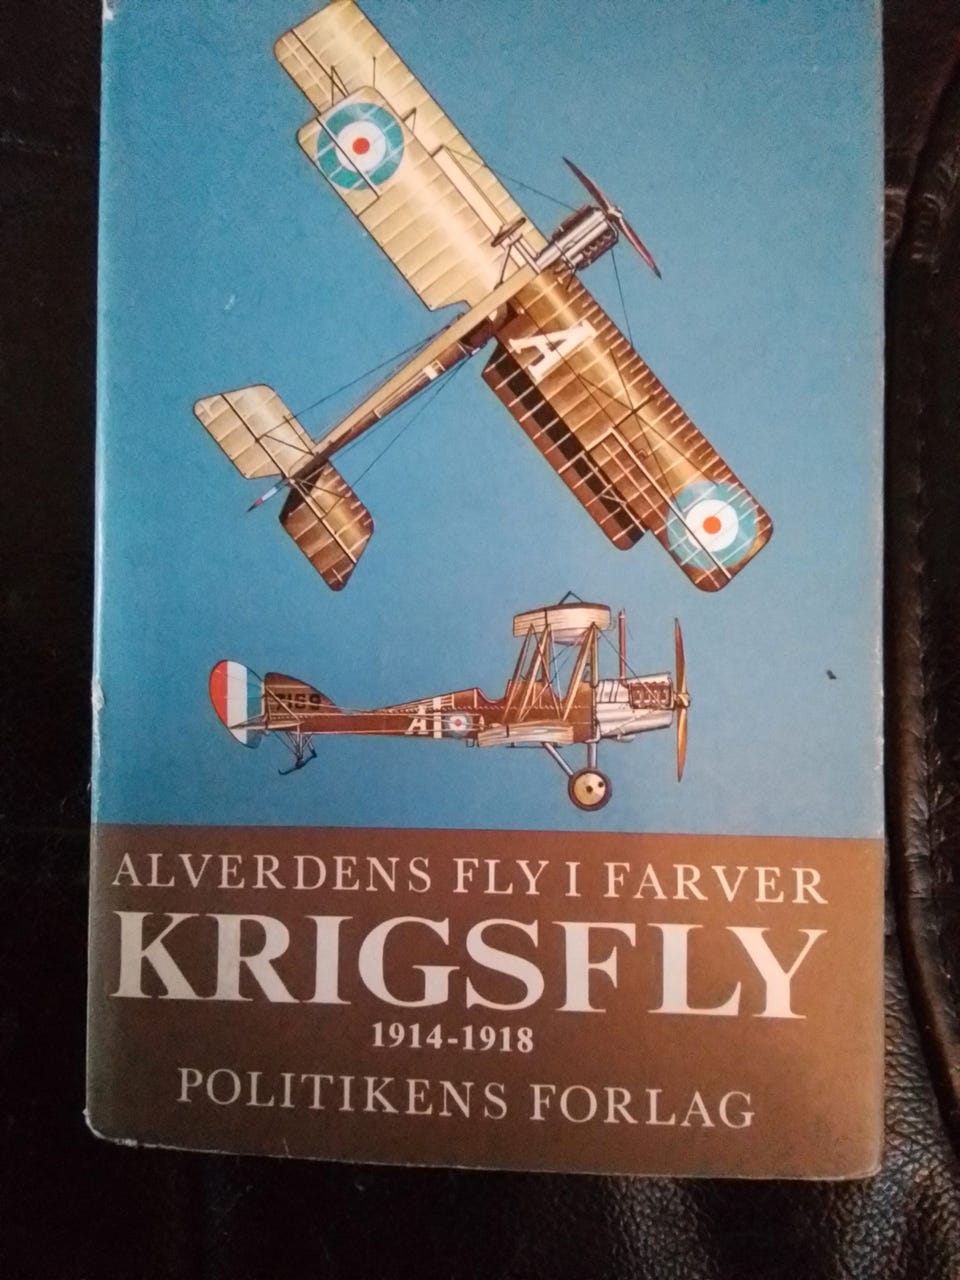 A
A
ALVERDENS FLY I FARVER
KRIGSFLY
1914-1918
POLITIKENS FORLAG